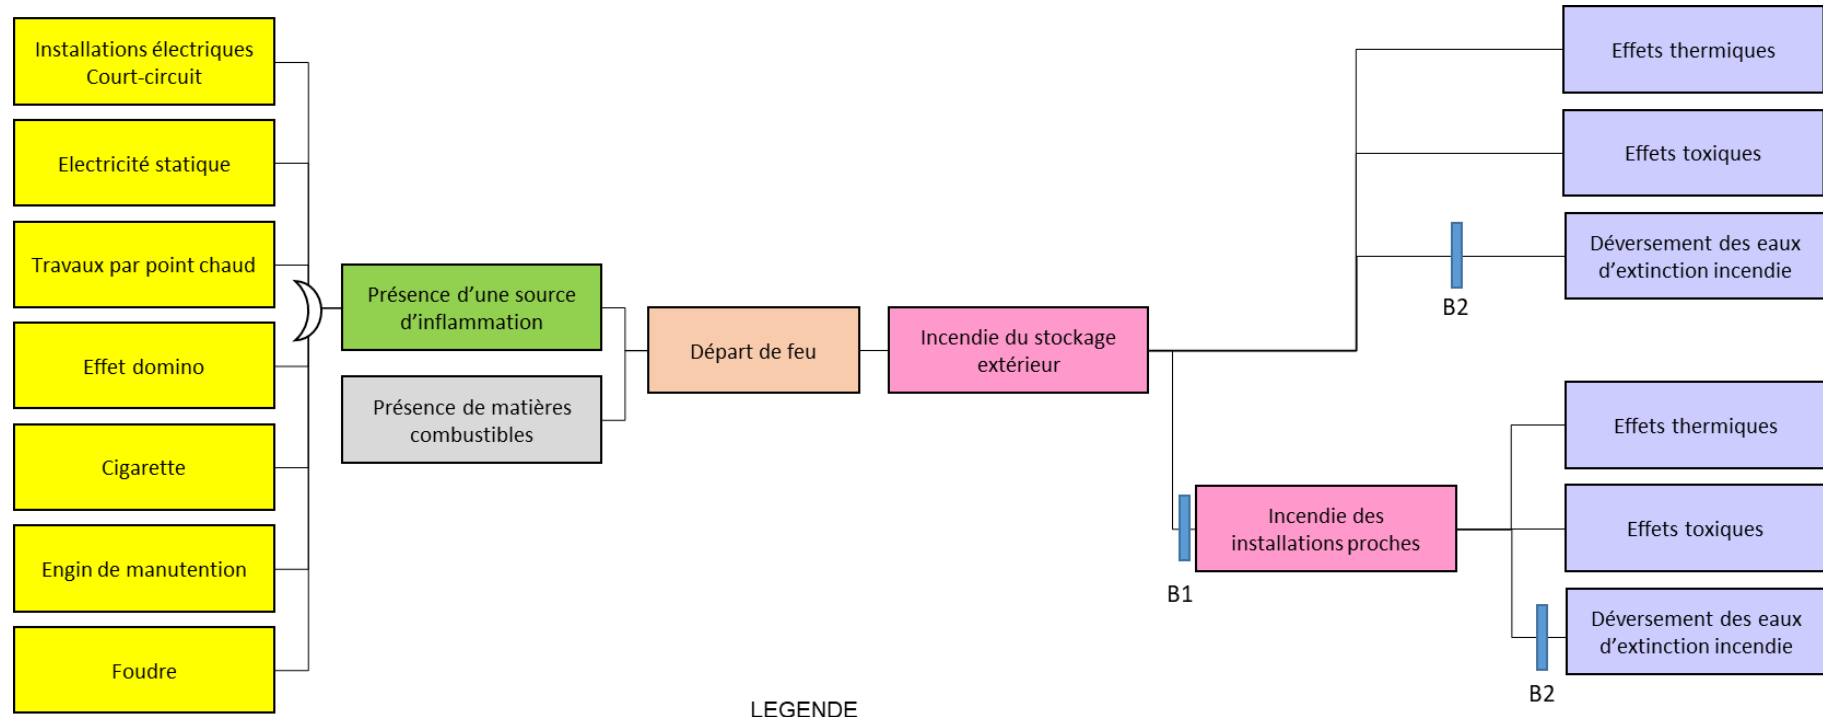 Installations électriques
Court-circuit
Electricité statique
Travaux par point chaud
Effet domino
Cigarette
Engin de manutention
Foudre
Présence d'une source
d'inflammation
Présence de matières
combustibles
Départ de feu
Incendie du stockage
extérieur
Effets thermiques
Effets toxiques
Déversement des eaux
d'extinction incendie
B2
B1
Incendie des
installations proches
Effets thermiques
Effets toxiques
Déversement des eaux
d'extinction incendie
B2
LEGENDE